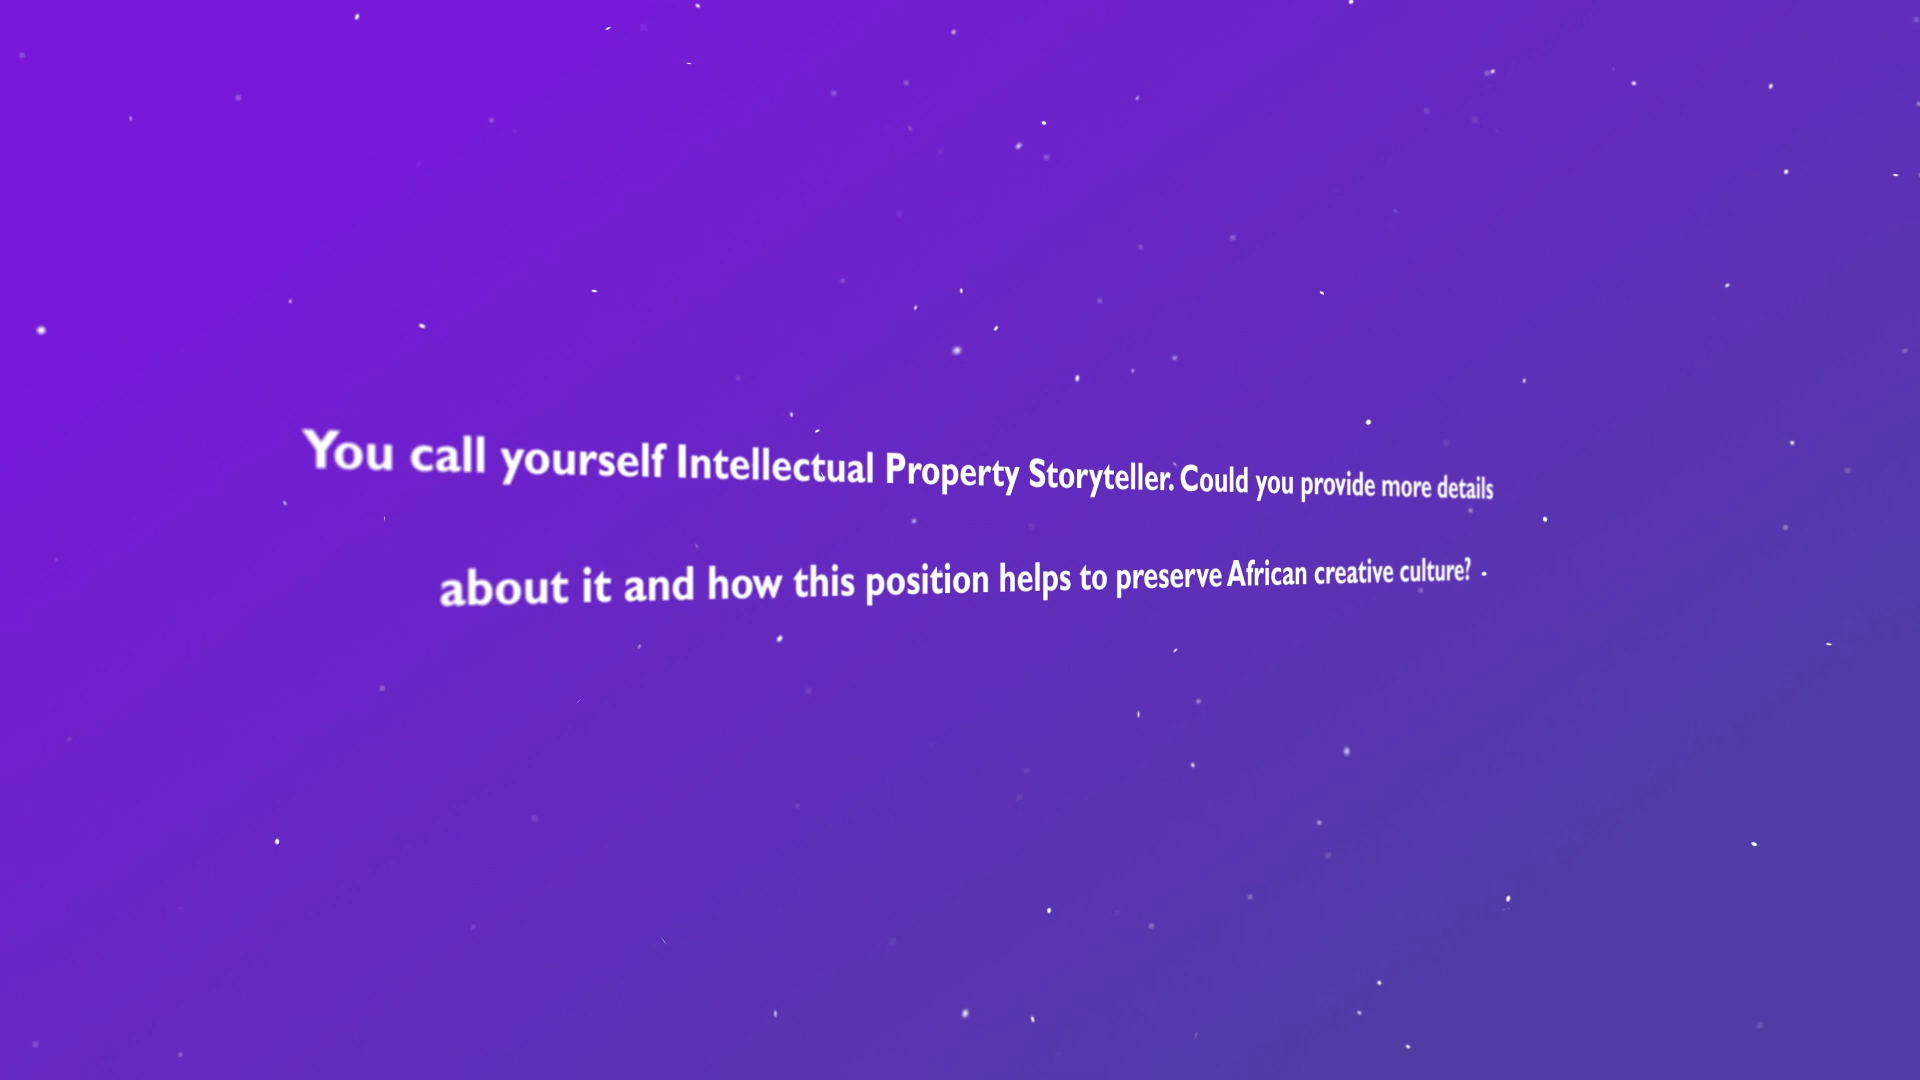 You call yourself Intellectual Property Storyteller. Could you provide more details
about it and how this position helps to preserve African creative culture? -